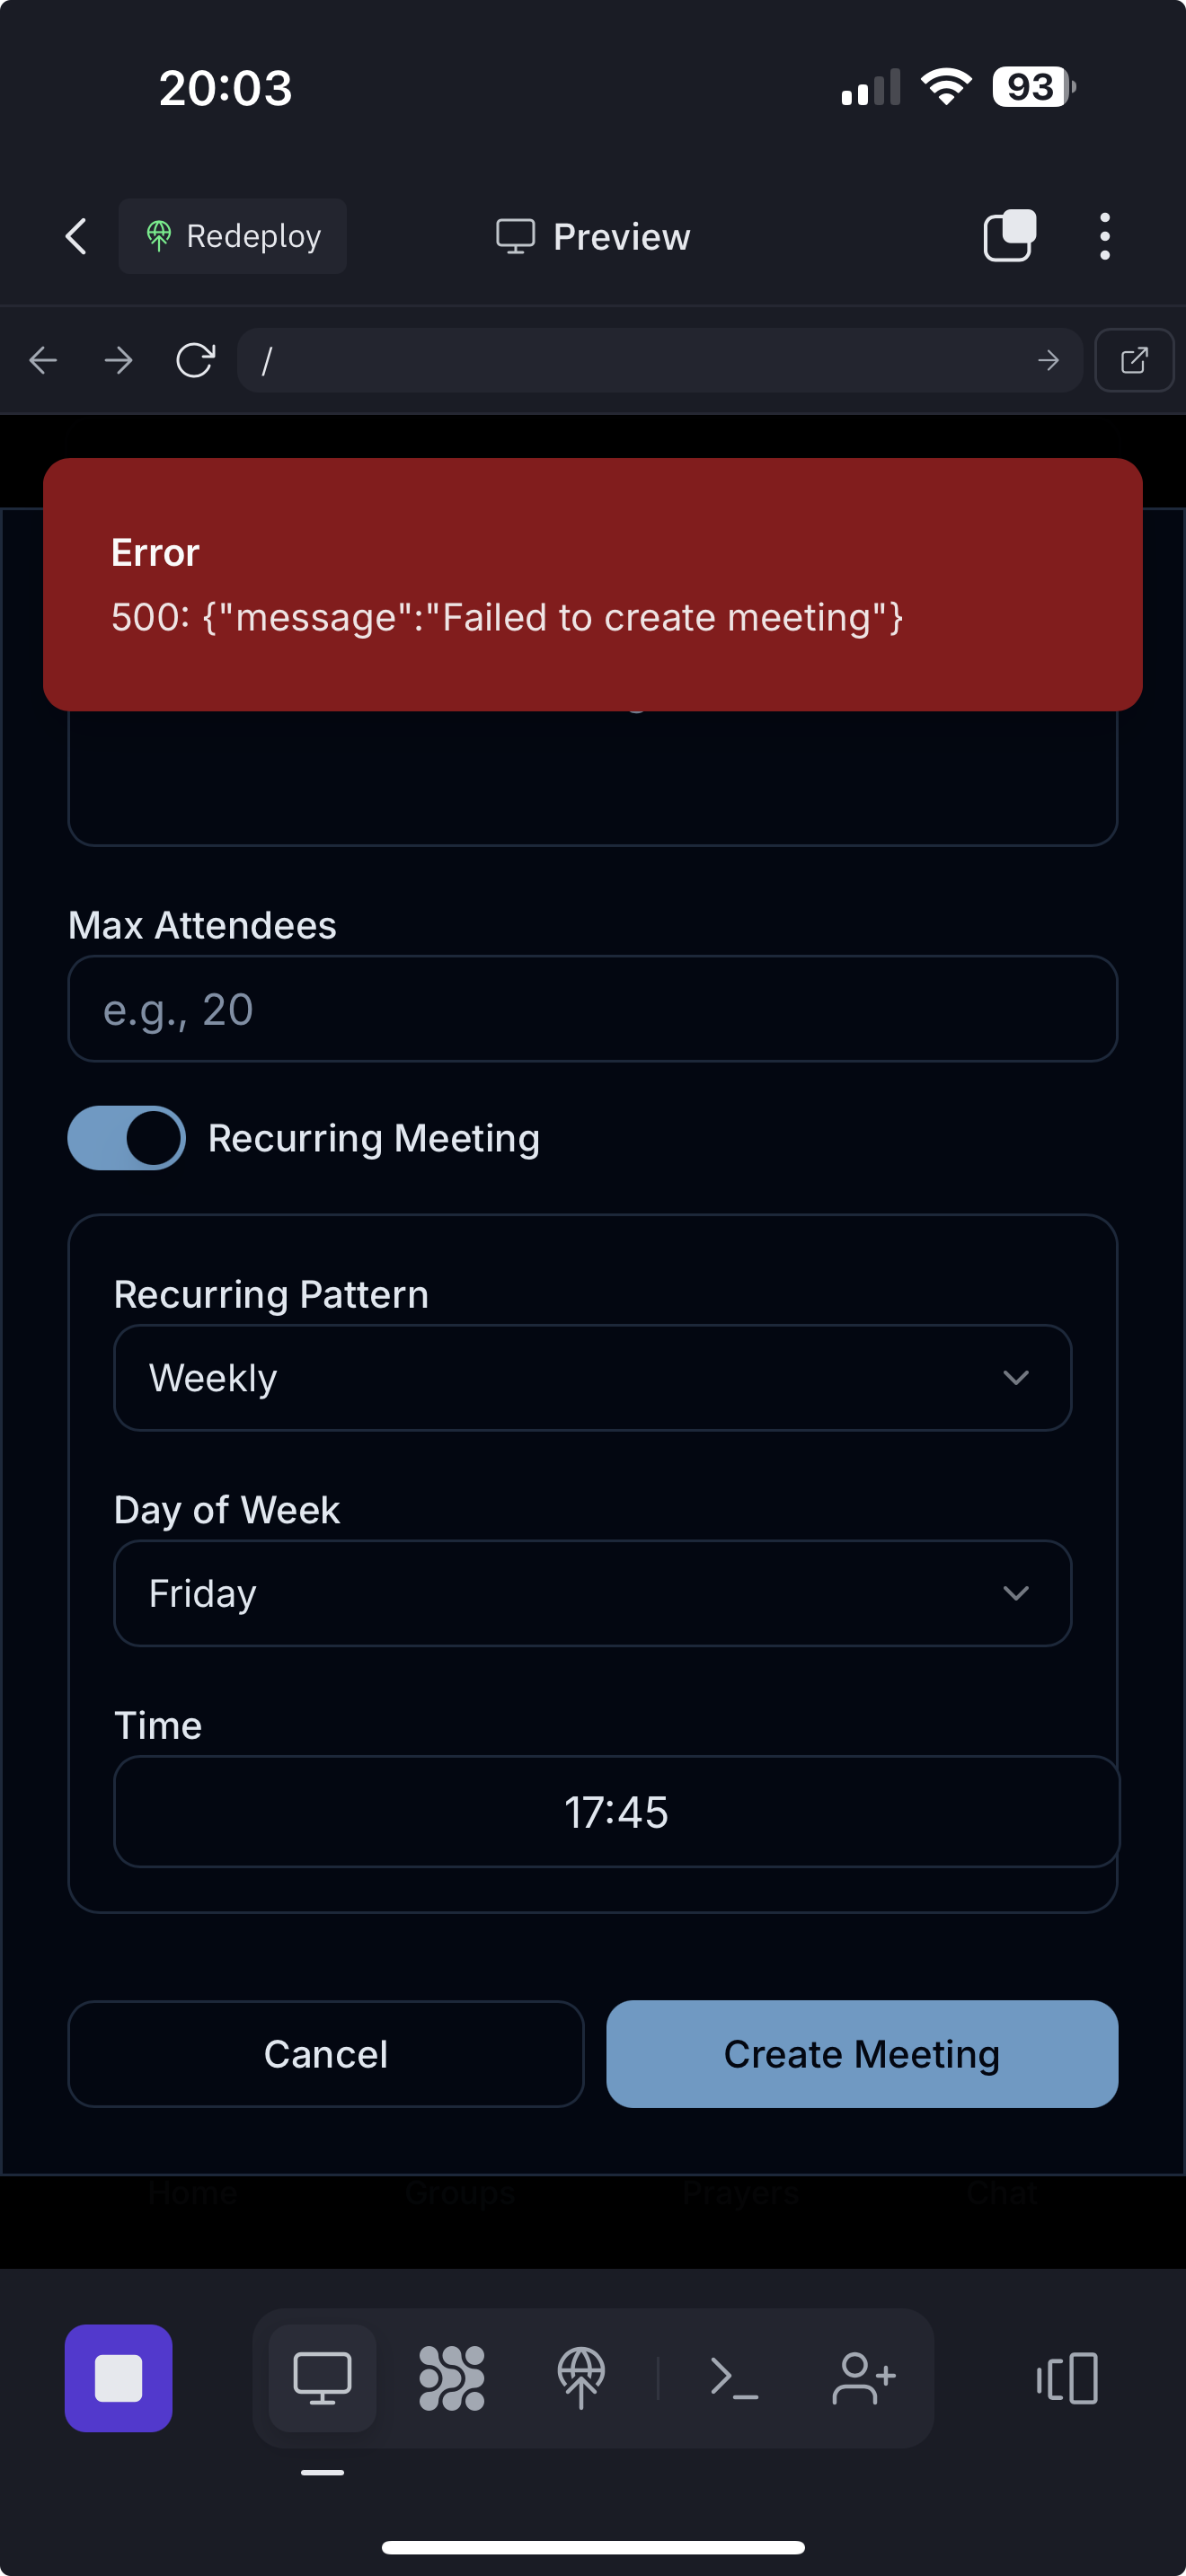 20:03
93
Redeploy
Preview
/
Error
500: {"message":"Failed to create meeting"}
Max Attendees
e.g., 20
Recurring Meeting
Recurring Pattern
Weekly
Day of Week
Friday
Time
17:45
Cancel
Create Meeting
Home Groups Prayers Chat